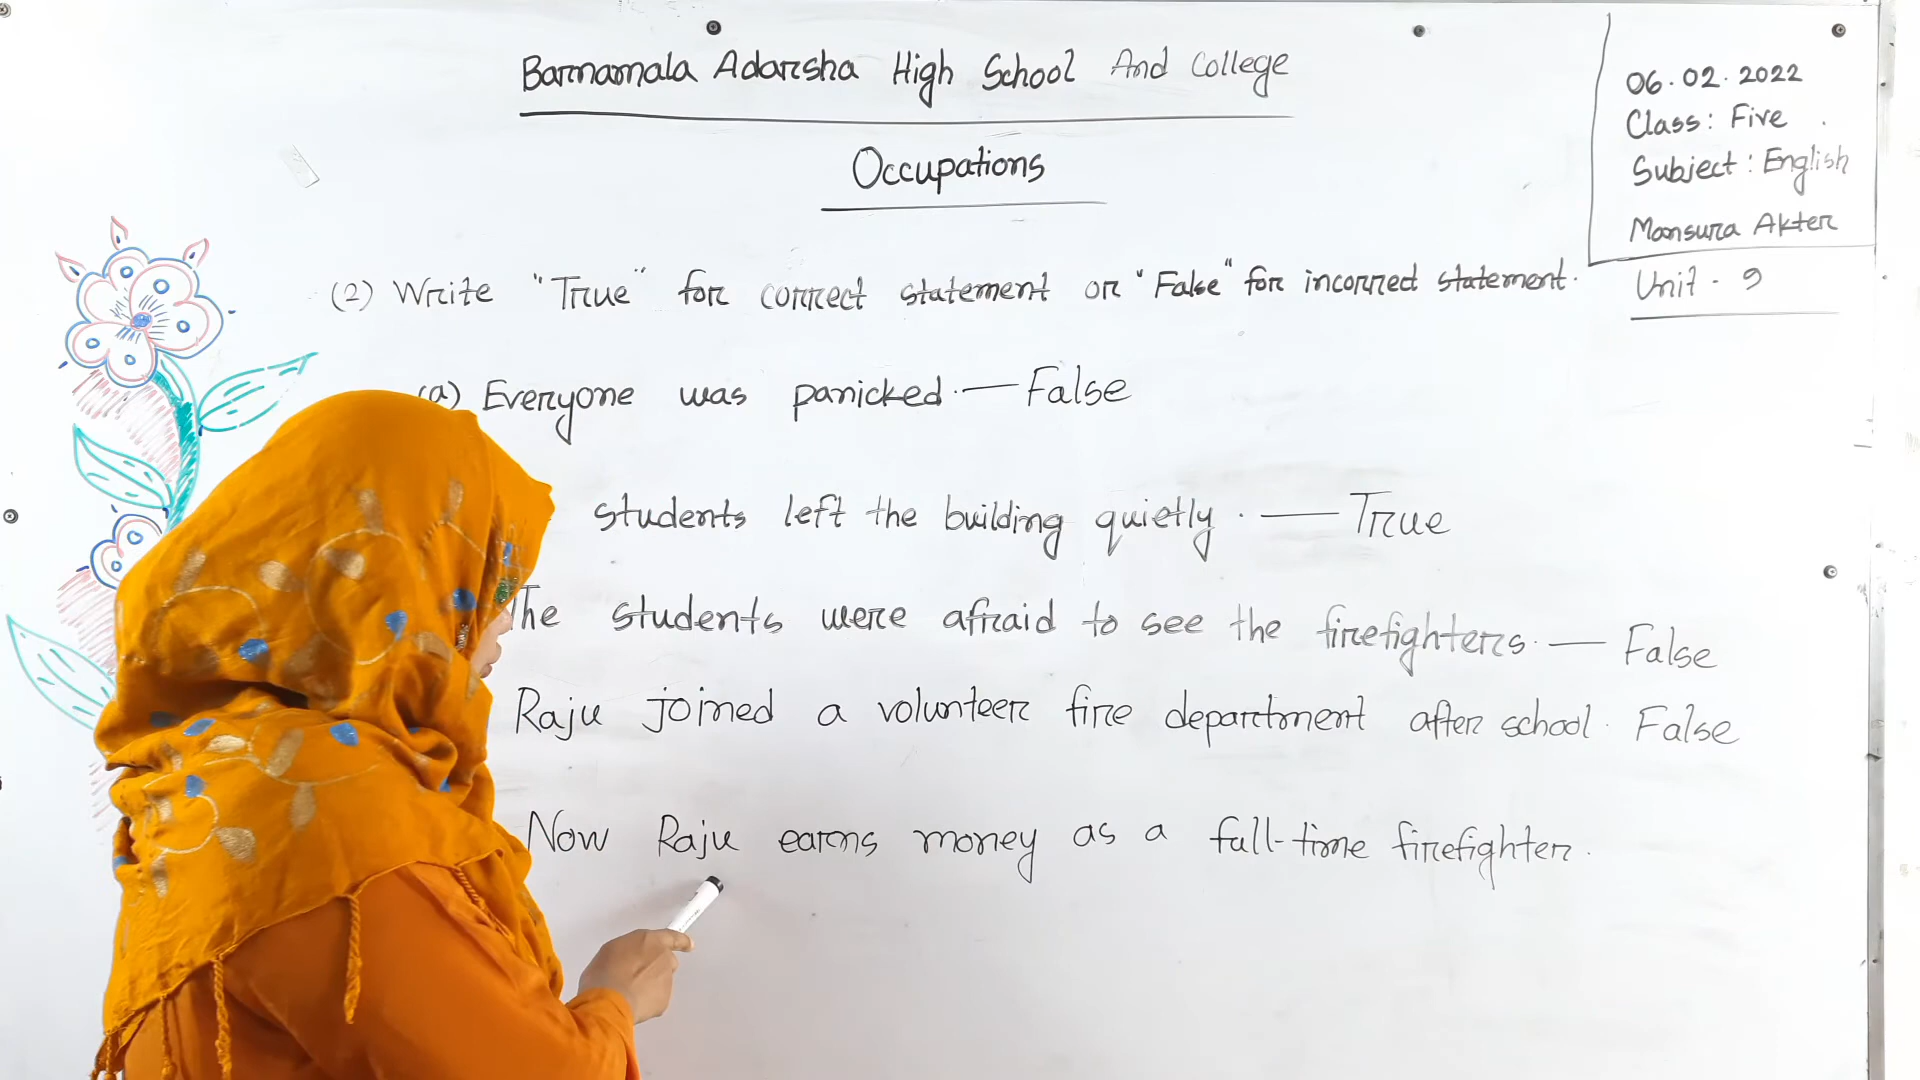 Barnamala Adarsha High School And College
Occupations
06.02.2022
Class: Five
Subject: English
Mansura Akter
Unit - 9
(2) Write "True" for correct statement or "False" for incorrect statement.
(a) Everyone was panicked. — False
students left the building quietly. — True
The students were afraid to see the firefighters. — False
Raju joined a volunteer fire department after school. False
Now Raju earns money as a full-time firefighter.